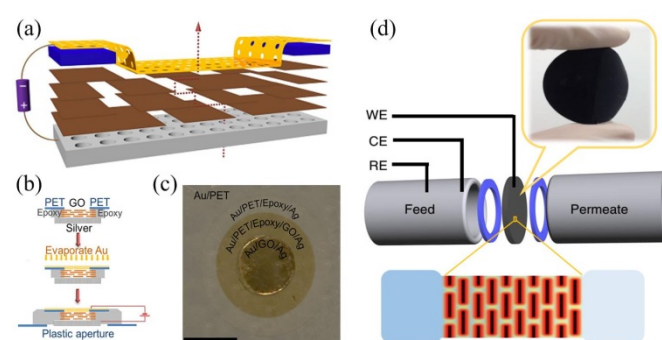 (a)
(b)
PET GO PET
Epoxy Epoxy
Silver
Evaporate Au
Plastic aperture
(c)
Au/PET
Au/PET/Epoxy/Ag
Au/PET/Epoxy/GO/Ag
Au/GO/Ag
(d)
WE
CE
RE
Feed
Permeate